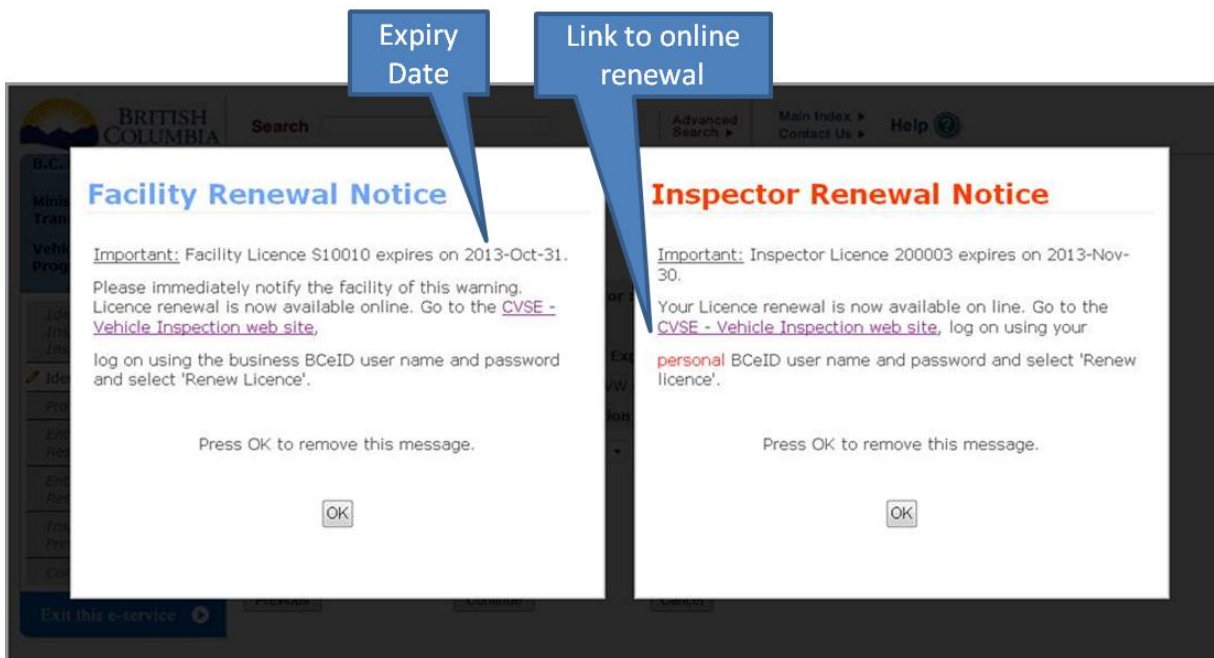 Expiry
Date
Link to online
renewal
BRITISH
COLUMBIA
Search
Advanced
Search
Main Index
Contact Us
Help
B.C.
Facility Renewal Notice
Important: Facility Licence S10010 expires on 2013-Oct-31.
Please immediately notify the facility of this warning.
Licence renewal is now available online. Go to the CVSE -
Vehicle Inspection web site,
log on using the business BCeID user name and password
and select 'Renew Licence'.
Press OK to remove this message.
OK
Inspector Renewal Notice
Important: Inspector Licence 200003 expires on 2013-Nov-
30.
Your Licence renewal is now available on line. Go to the
CVSE - Vehicle Inspection web site, log on using your
personal BCeID user name and password and select 'Renew
licence'.
Press OK to remove this message.
OK
Previous
Continue
Cancel
Exit this e-service